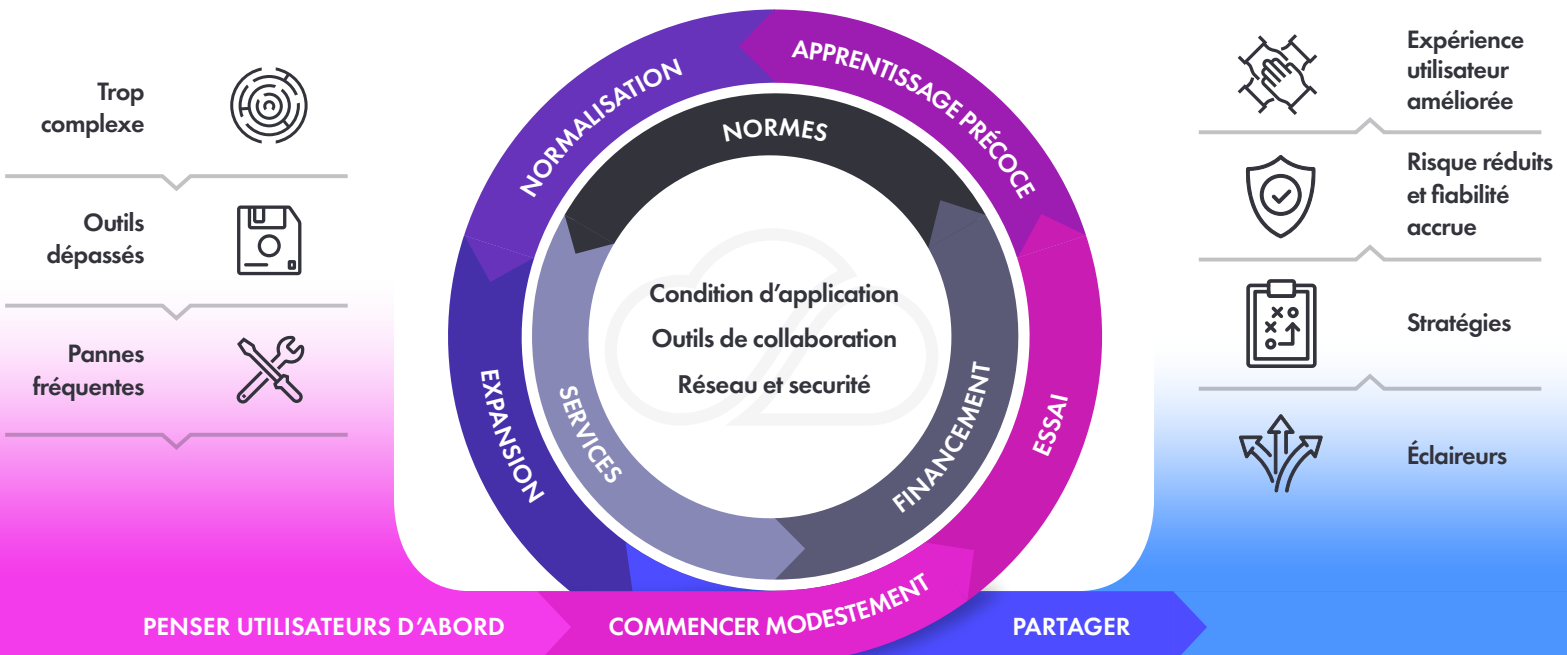 Trop
complexe
Outils
dépassés
Pannes
fréquentes
PENSER UTILISATEURS D'ABORD
COMMENCER MODESTEMENT
ESSAI
APPRENTISSAGE PRÉCOCE
NORMALISATION
EXPANSION
PARTAGER
NORMES
SERVICES
FINANCEMENT
Condition d'application
Outils de collaboration
Réseau et securité
Expérience
utilisateur
améliorée
Risque réduits
et fiabilité
accrue
Stratégies
Éclaireurs